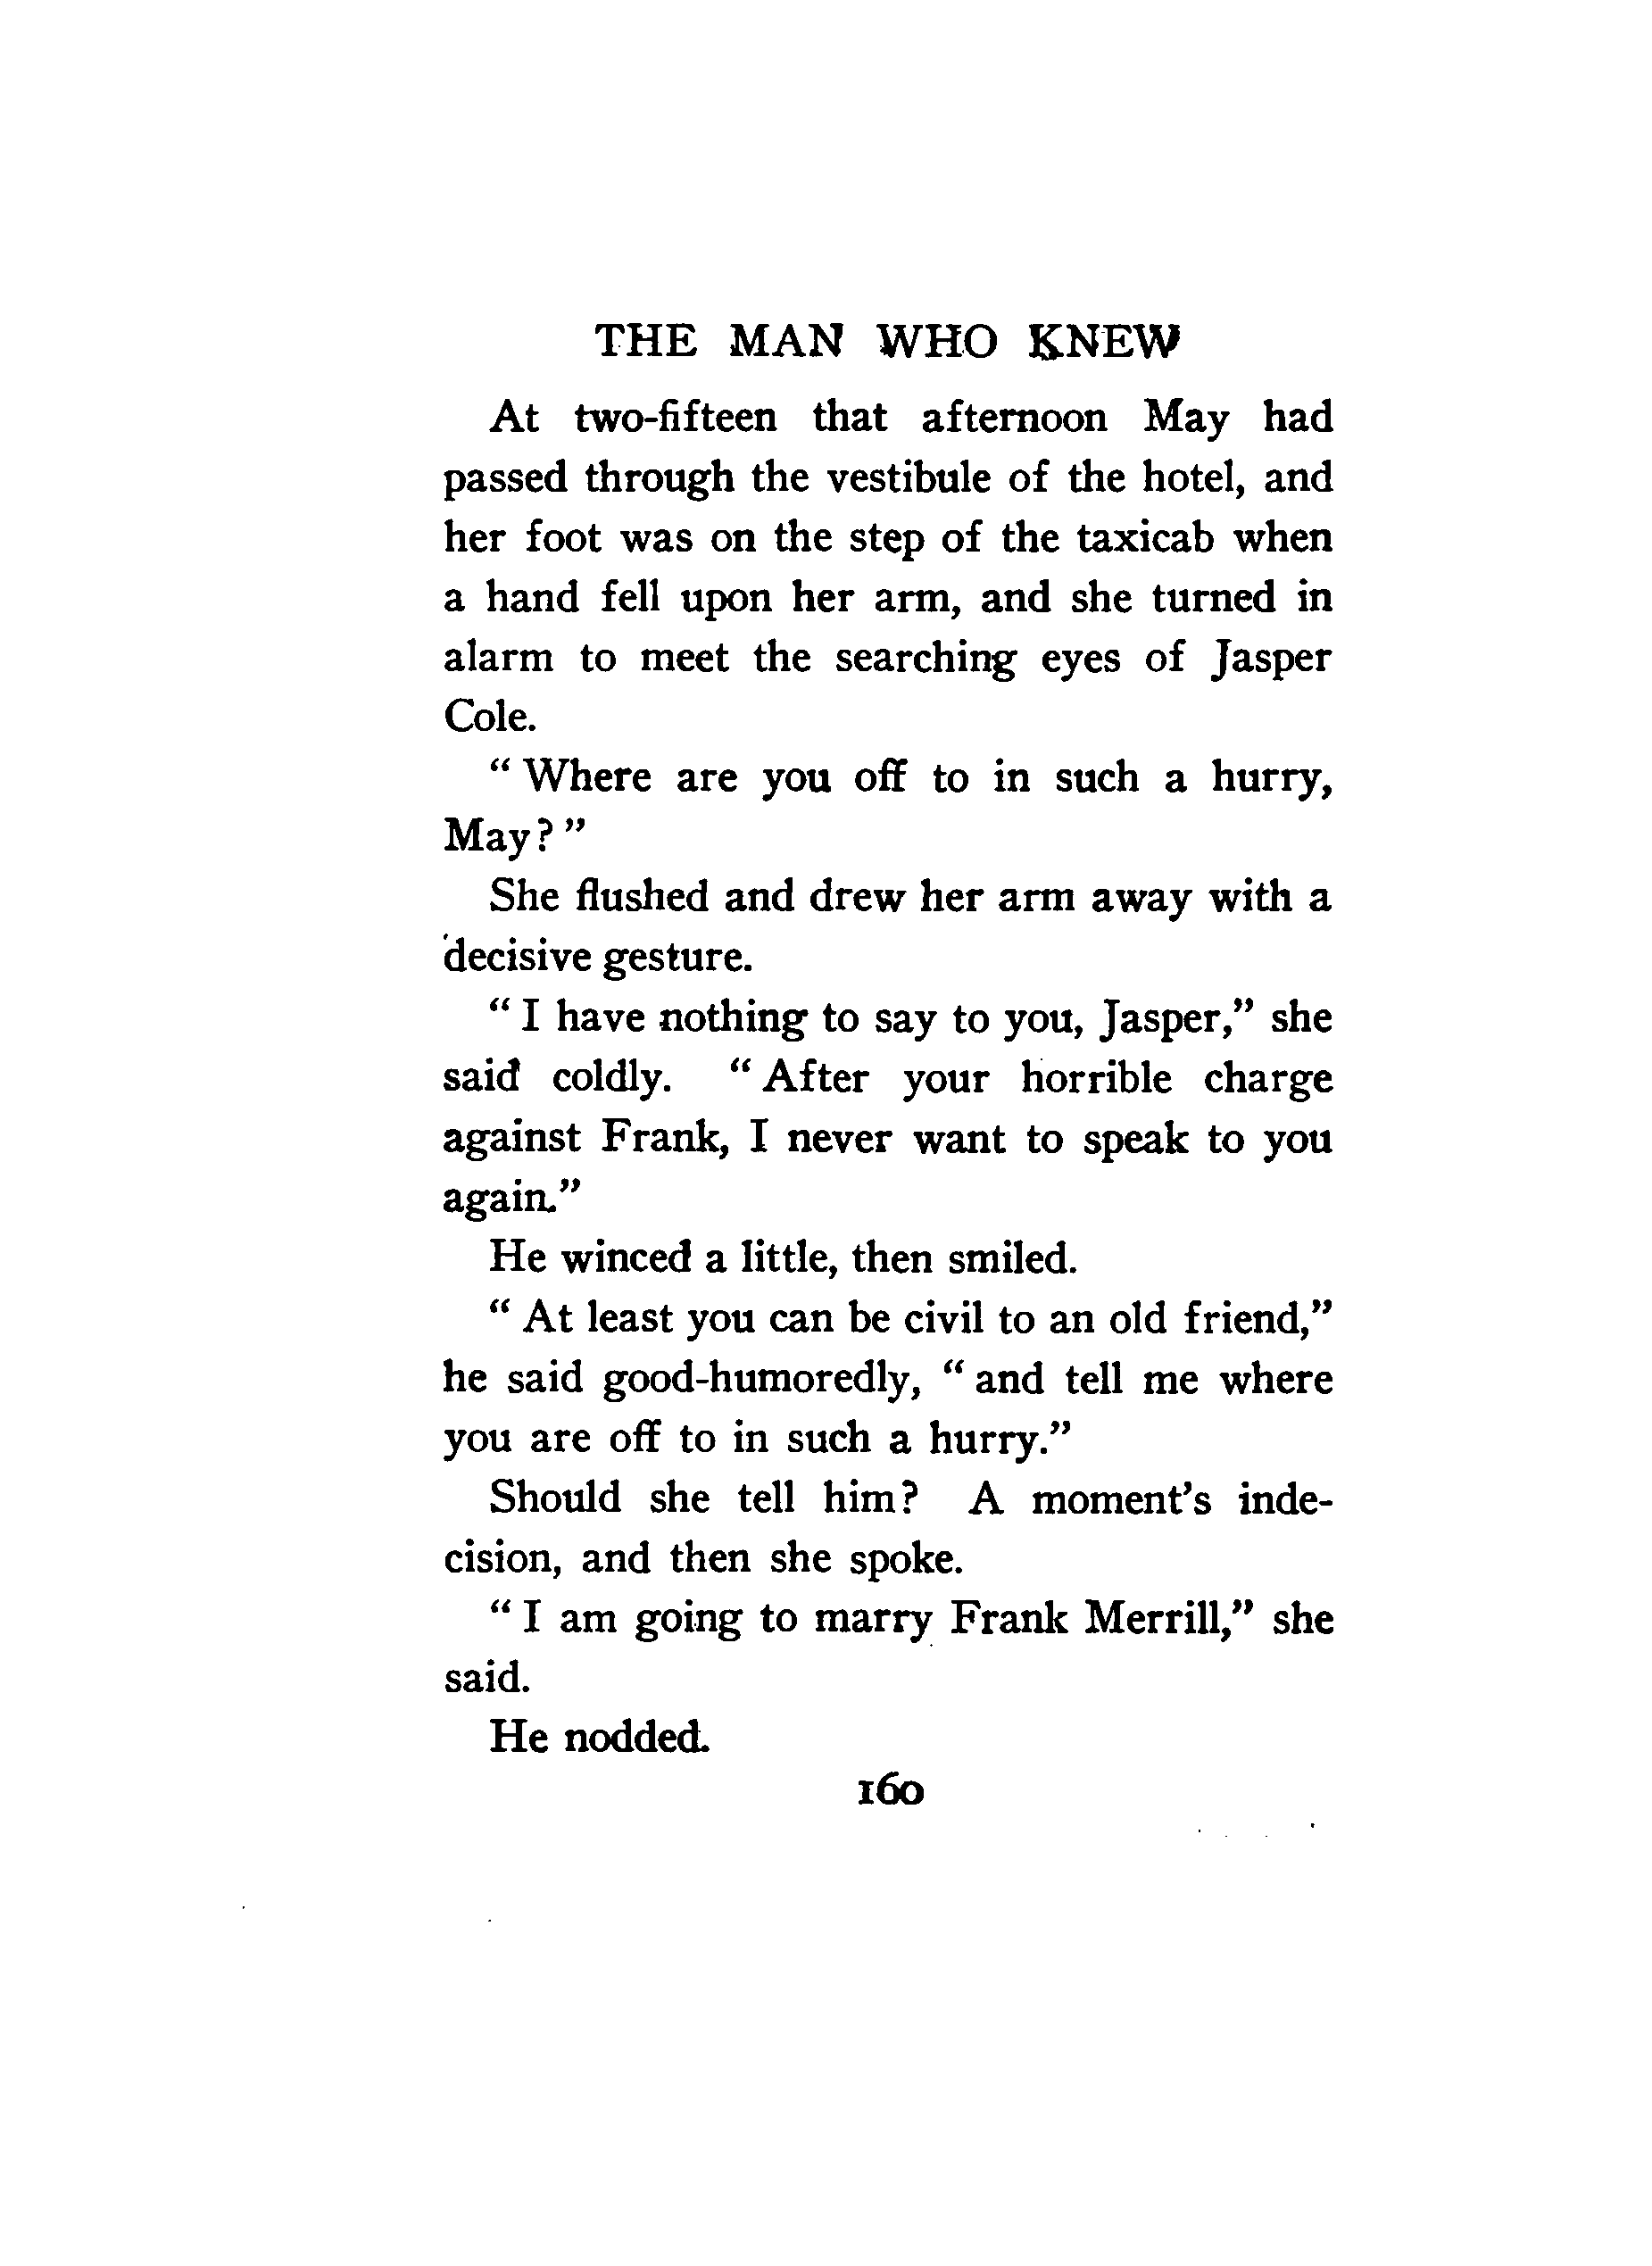 THE MAN WHO KNEW
At two-fifteen that afternoon May had
passed through the vestibule of the hotel, and
her foot was on the step of the taxicab when
a hand fell upon her arm, and she turned in
alarm to meet the searching eyes of Jasper
Cole.
“ Where are you off to in such a hurry,
May? ”
She flushed and drew her arm away with a
decisive gesture.
“ I have nothing to say to you, Jasper,” she
said coldly. “ After your horrible charge
against Frank, I never want to speak to you
again.”
He winced a little, then smiled.
“ At least you can be civil to an old friend,”
he said good-humoredly, “ and tell me where
you are off to in such a hurry.”
Should she tell him? A moment’s inde-
cision, and then she spoke.
“ I am going to marry Frank Merrill,” she
said.
He nodded.
160